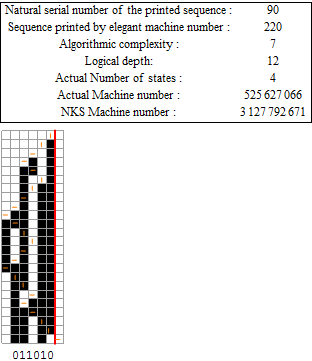 Natural serial number of the printed sequence : 90
Sequence printed by elegant machine number : 220
Algorithmic complexity : 7
Logical depth: 12
Actual Number of states : 4
Actual Machine number : 525 627 066
NKS Machine number : 3 127 792 671
011010